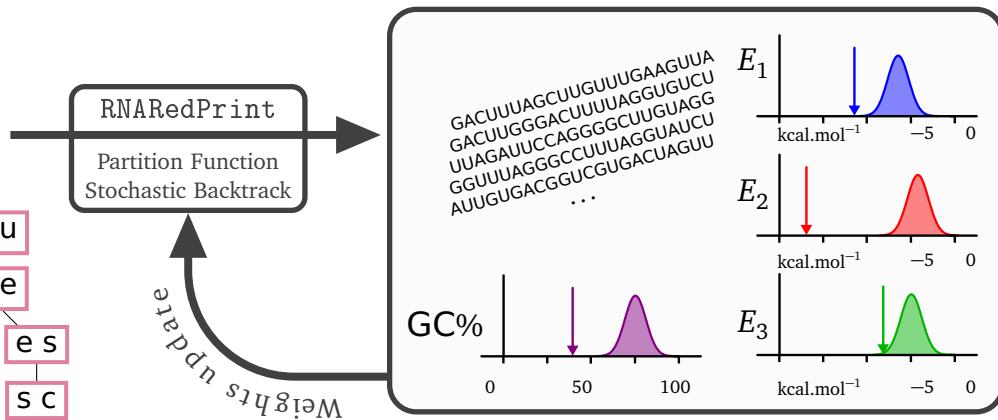 RNARedPrint
Partition Function
Stochastic Backtrack
Weights update
u
e
e s
s c
GACUUUAGCUUGUUUGAAGUUA
GACUUGGGACUUUUAGGUGUCU
UUAGAUUCCAGGGGCUUGUAGG
GGUUUAGGGCCUUUAGGUAUCU
AUUGUGACGGUCGUGACUAGUU
...
GC%
0 50 100
E1
kcal.mol⁻¹ −5 0
E2
kcal.mol⁻¹ −5 0
E3
kcal.mol⁻¹ −5 0